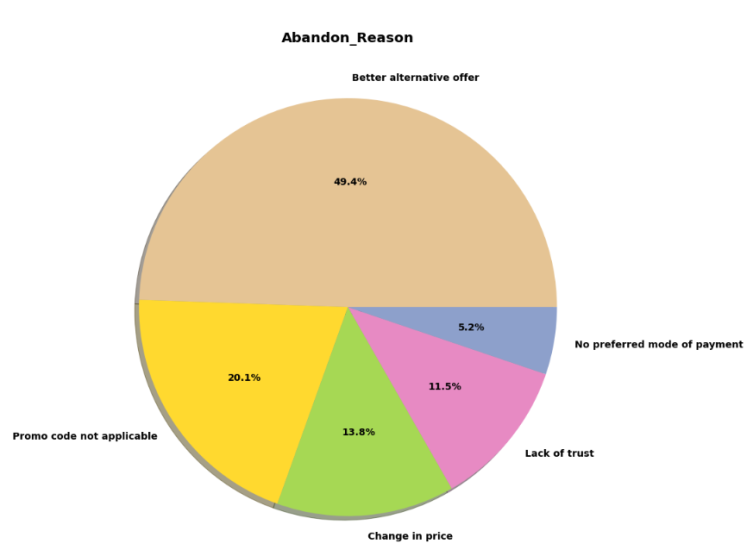 Abandon_Reason
Better alternative offer
49.4%
5.2%
No preferred mode of payment
20.1%
11.5%
Promo code not applicable
13.8%
Lack of trust
Change in price